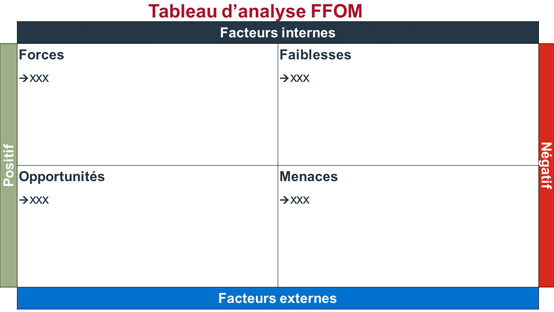 Tableau d’analyse FFOM
Facteurs internes
Positif
Forces
→XXX
Faiblesses
→XXX
Négatif
Opportunités
→XXX
Menaces
→XXX
Facteurs externes